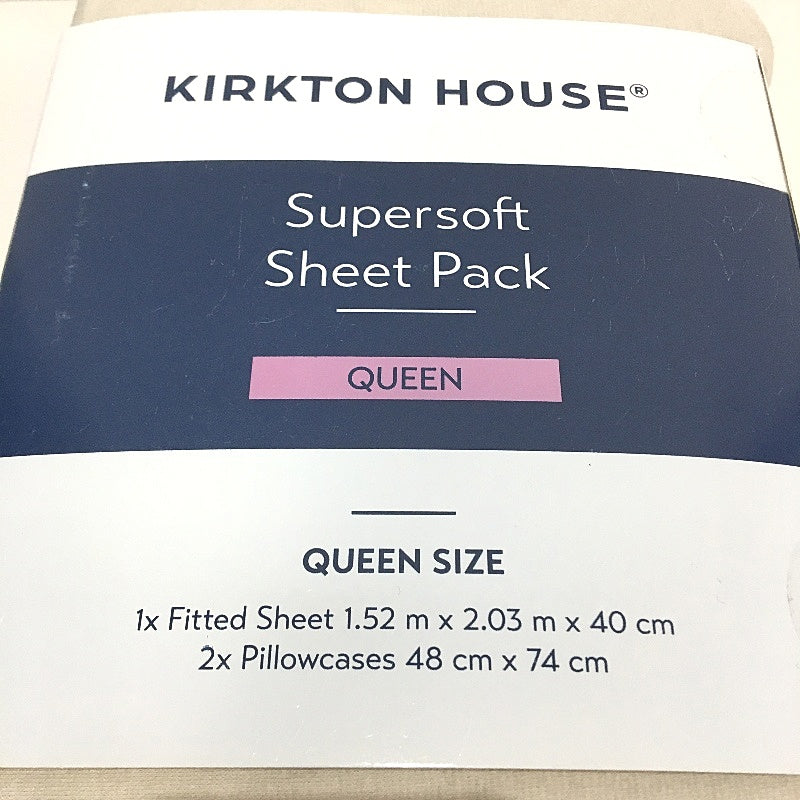 KIRKTON HOUSE®
Supersoft
Sheet Pack
QUEEN
QUEEN SIZE
1x Fitted Sheet 1.52 m x 2.03 m x 40 cm
2x Pillowcases 48 cm x 74 cm